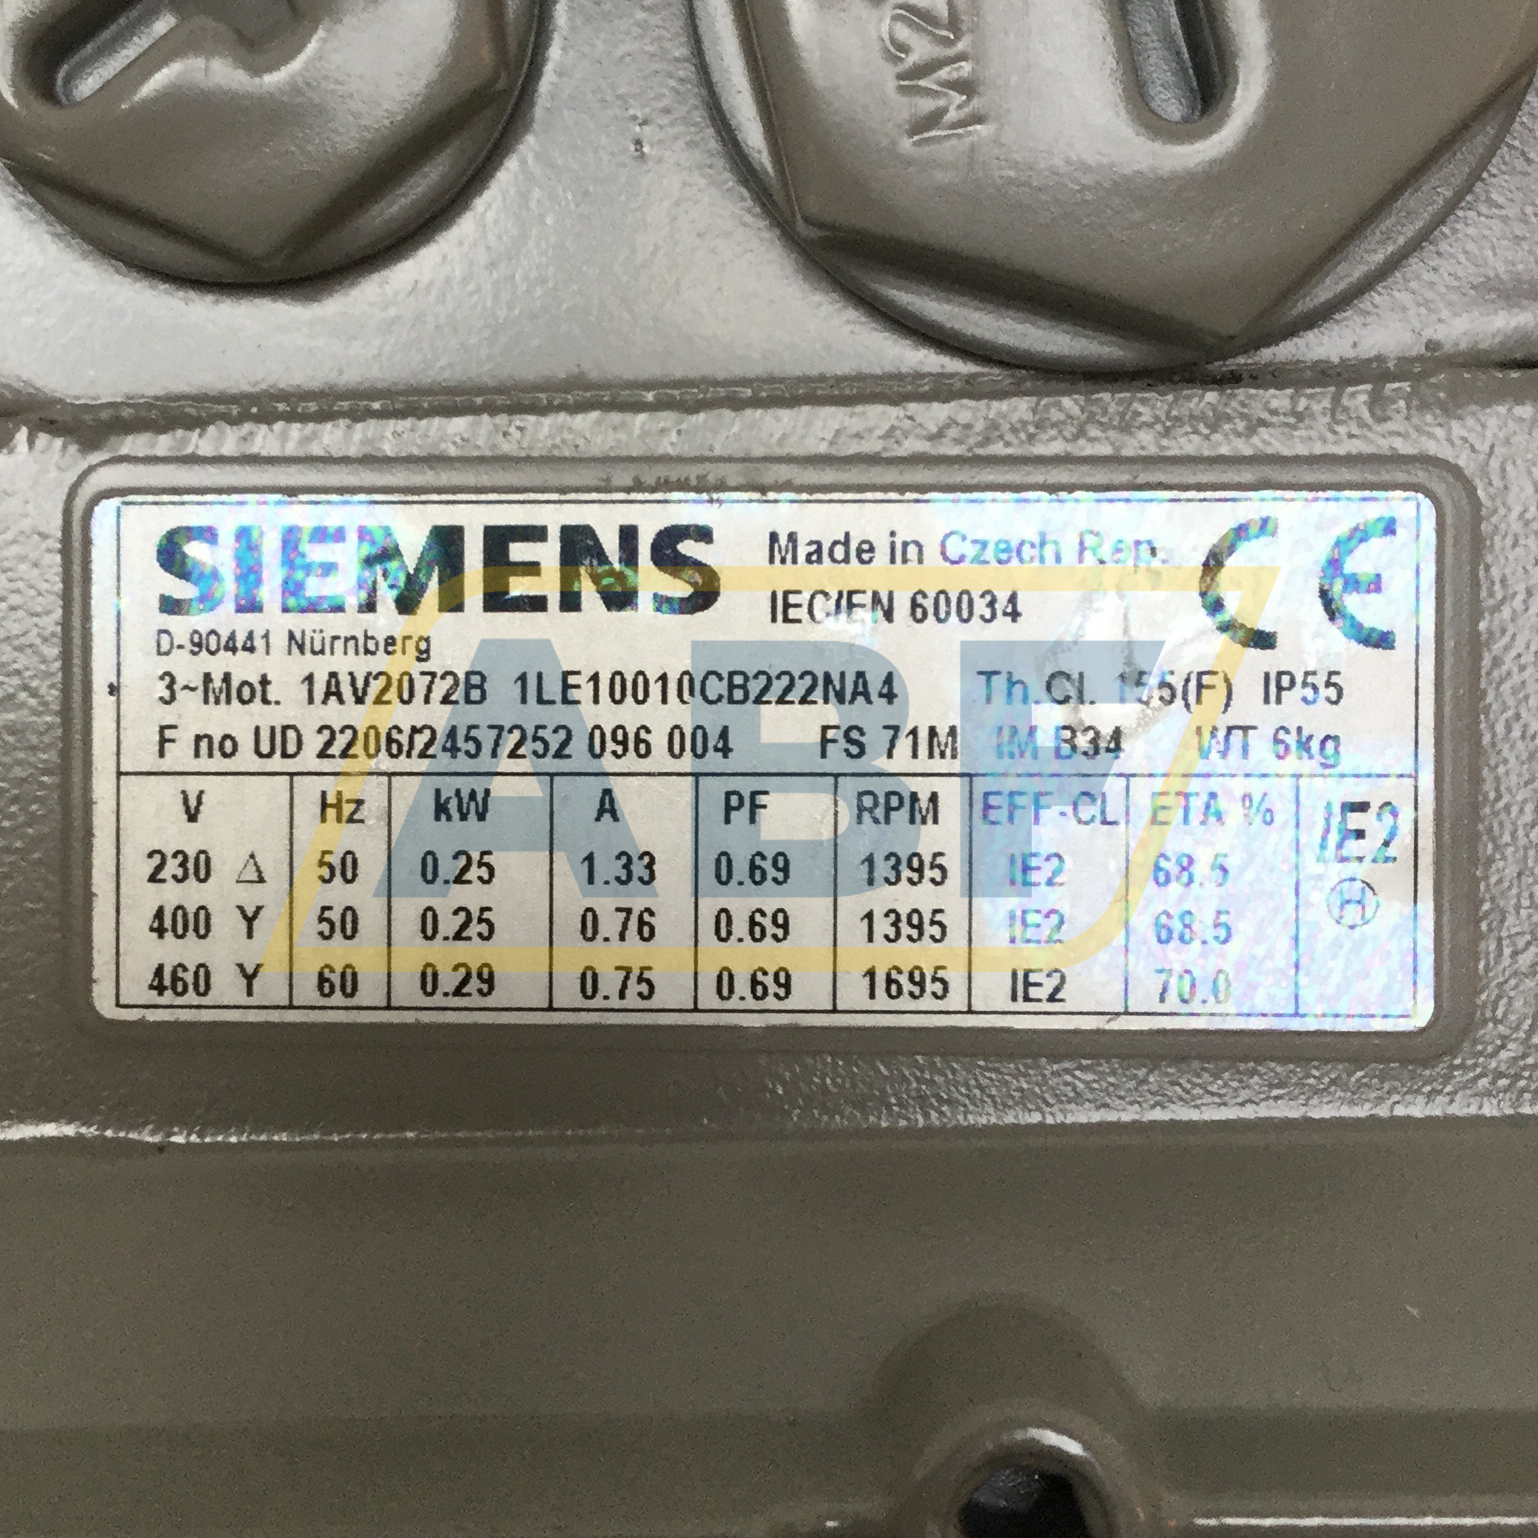 M2
SIEMENS Made in Czech Rep. CE
IEC/EN 60034
D-90441 Nürnberg
3~Mot. 1AV2072B 1LE10010CB222NA4 Th.Cl. 155(F) IP55
F no UD 2206/2457252 096 004 FS 71M IM B34 WT 6kg
V Hz kW A PF RPM EFF-CL ETA % IE2
230 Δ 50 0.25 1.33 0.69 1395 IE2 68.5
H
400 Y 50 0.25 0.76 0.69 1395 IE2 68.5
460 Y 60 0.29 0.75 0.69 1695 IE2 70.0
ABF